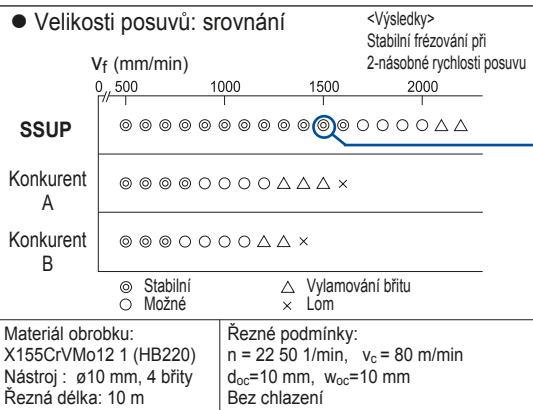 ● Velikosti posuvů: srovnání
<Výsledky>
Stabilní frézování při
2-násobné rychlosti posuvu
Vf (mm/min)
0 500 1000 1500 2000
SSUP ◎ ◎ ◎ ◎ ◎ ◎ ◎ ◎ ◎ ◎ ◎ ◎ ○ ○ ○ ○ △ △
Konkurent
A
◎ ◎ ◎ ◎ ○ ○ ○ ○ △ △ △ ×
Konkurent
B
◎ ◎ ◎ ○ ○ ○ ○ △ △ ×
◎ Stabilní △ Vylamování břitu
○ Možné × Lom
Materiál obrobku:
X155CrVMo12 1 (HB220)
Nástroj : ø10 mm, 4 břity
Řezná délka: 10 m
Řezné podmínky:
n = 22 50 1/min, vc = 80 m/min
doc=10 mm, woc=10 mm
Bez chlazení